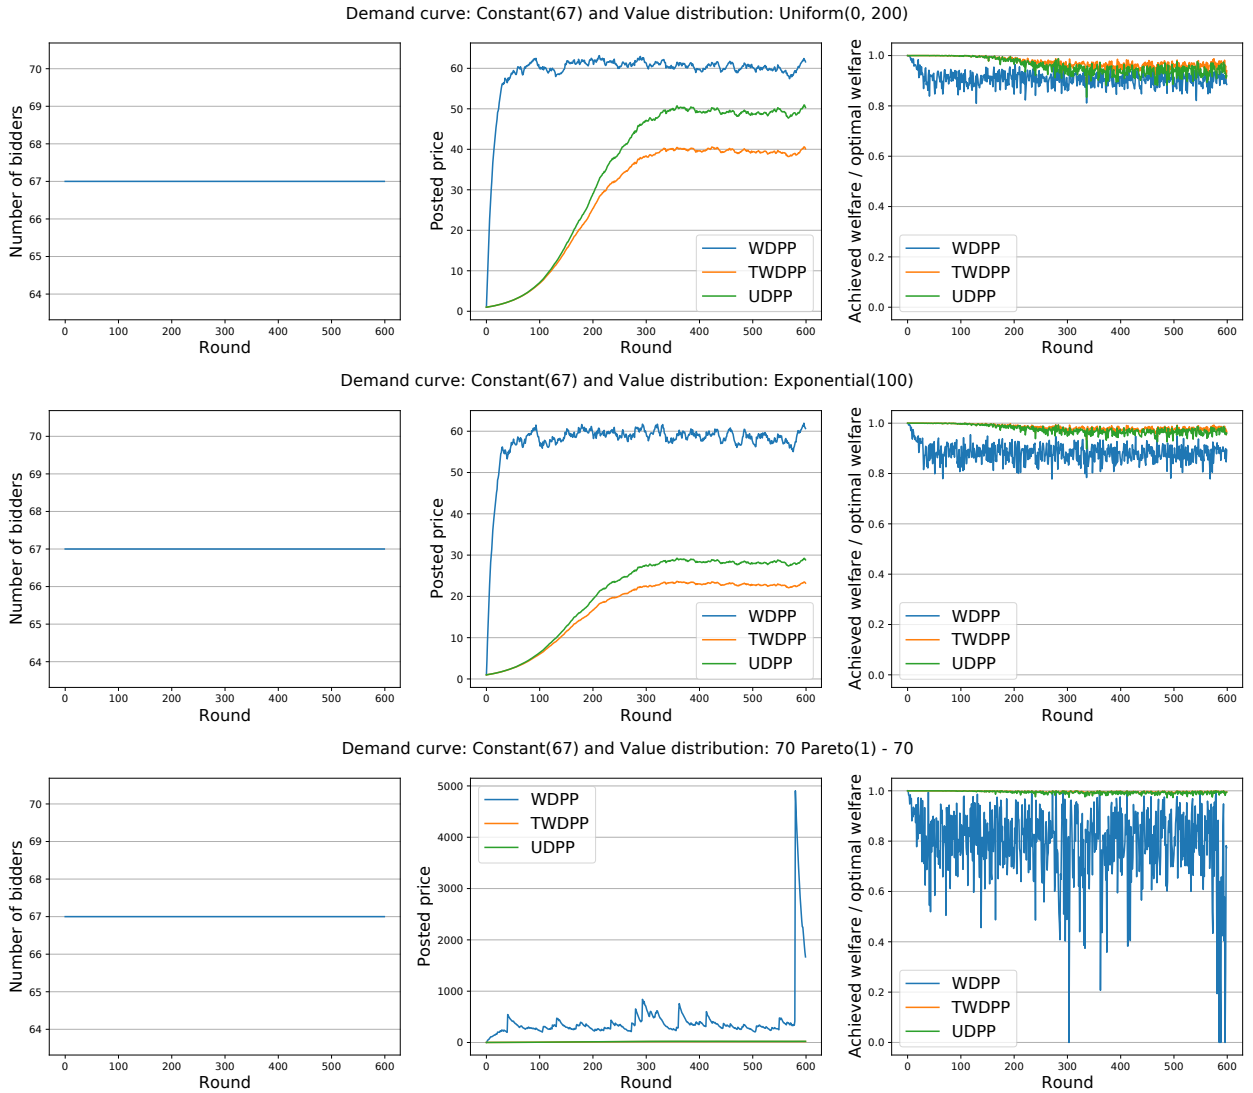 Demand curve: Constant(67) and Value distribution: Uniform(0, 200)
Number of bidders
70
69
68
67
66
65
64
0 100 200 300 400 500 600
Round
Posted price
60
50
40
30
20
10
0
WDPP
TWDPP
UDPP
0 100 200 300 400 500 600
Round
Achieved welfare / optimal welfare
1.0
0.8
0.6
0.4
0.2
0.0
WDPP
TWDPP
UDPP
0 100 200 300 400 500 600
Round
Demand curve: Constant(67) and Value distribution: Exponential(100)
Number of bidders
70
69
68
67
66
65
64
0 100 200 300 400 500 600
Round
Posted price
60
50
40
30
20
10
0
WDPP
TWDPP
UDPP
0 100 200 300 400 500 600
Round
Achieved welfare / optimal welfare
1.0
0.8
0.6
0.4
0.2
0.0
WDPP
TWDPP
UDPP
0 100 200 300 400 500 600
Round
Demand curve: Constant(67) and Value distribution: 70 Pareto(1) - 70
Number of bidders
70
69
68
67
66
65
64
0 100 200 300 400 500 600
Round
Posted price
5000
4000
3000
2000
1000
0
WDPP
TWDPP
UDPP
0 100 200 300 400 500 600
Round
Achieved welfare / optimal welfare
1.0
0.8
0.6
0.4
0.2
0.0
WDPP
TWDPP
UDPP
0 100 200 300 400 500 600
Round